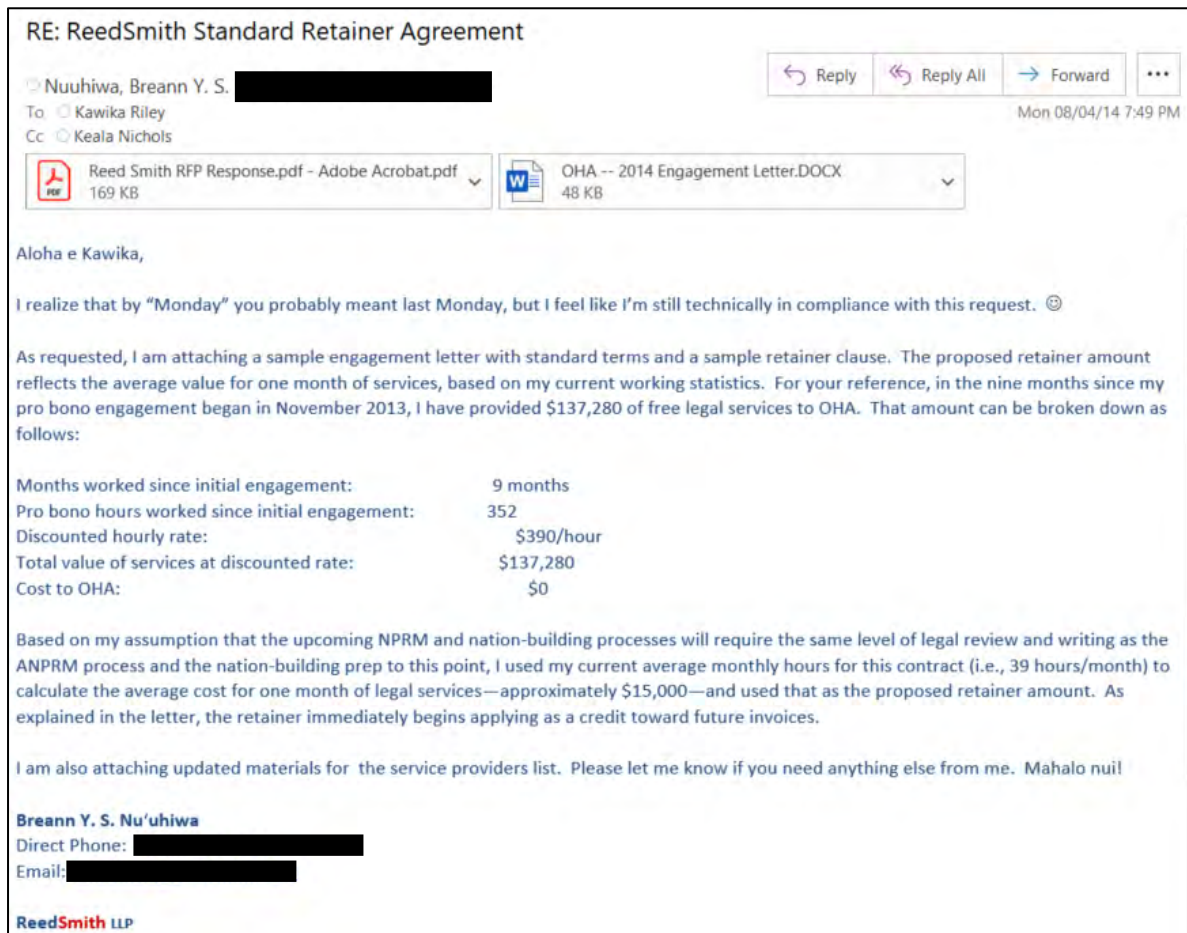 RE: ReedSmith Standard Retainer Agreement
Nuuhiwa, Breann Y. S.
Reply Reply All Forward ...
To Kawika Riley
Mon 08/04/14 7:49 PM
Cc Keala Nichols
Reed Smith RFP Response.pdf - Adobe Acrobat.pdf
169 KB
OHA -- 2014 Engagement Letter.DOCX
48 KB
Aloha e Kawika,
I realize that by “Monday” you probably meant last Monday, but I feel like I’m still technically in compliance with this request. ☺
As requested, I am attaching a sample engagement letter with standard terms and a sample retainer clause. The proposed retainer amount
reflects the average value for one month of services, based on my current working statistics. For your reference, in the nine months since my
pro bono engagement began in November 2013, I have provided $137,280 of free legal services to OHA. That amount can be broken down as
follows:
Months worked since initial engagement: 9 months
Pro bono hours worked since initial engagement: 352
Discounted hourly rate: $390/hour
Total value of services at discounted rate: $137,280
Cost to OHA: $0
Based on my assumption that the upcoming NPRM and nation-building processes will require the same level of legal review and writing as the
ANPRM process and the nation-building prep to this point, I used my current average monthly hours for this contract (i.e., 39 hours/month) to
calculate the average cost for one month of legal services—approximately $15,000—and used that as the proposed retainer amount. As
explained in the letter, the retainer immediately begins applying as a credit toward future invoices.
I am also attaching updated materials for the service providers list. Please let me know if you need anything else from me. Mahalo nui!
Breann Y. S. Nu‘uhiwa
Direct Phone:
Email:
ReedSmith LLP